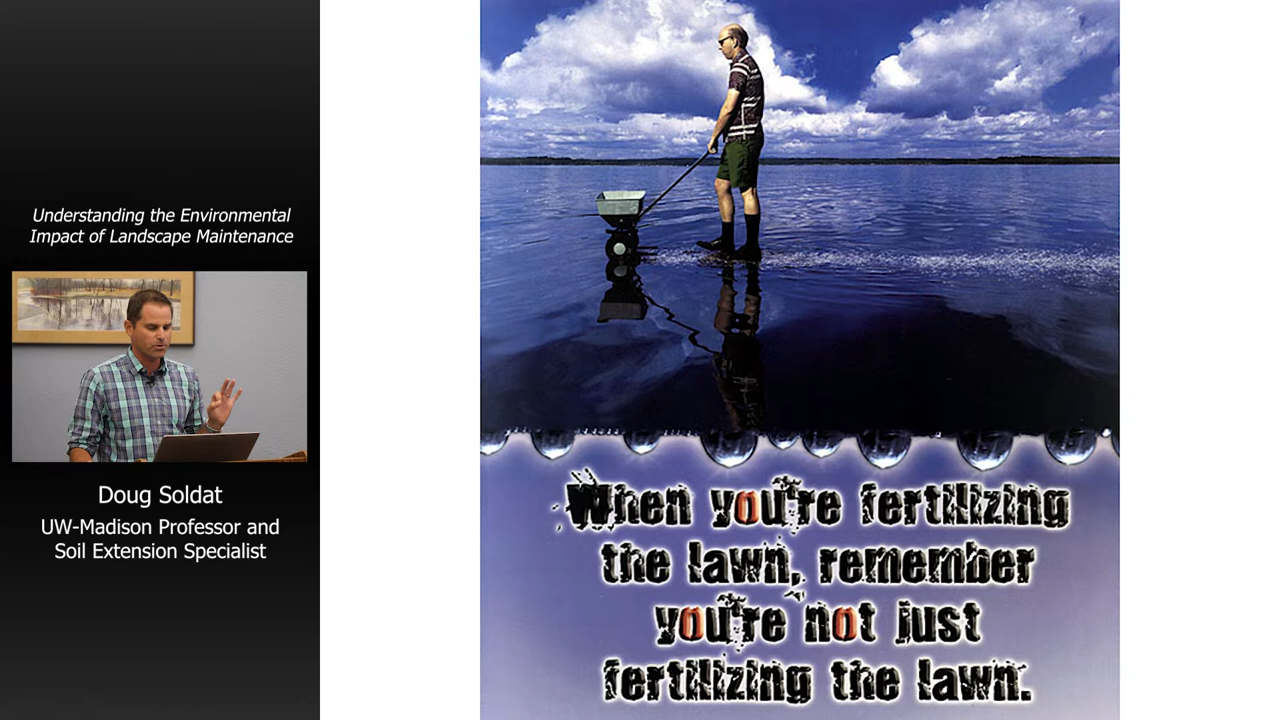 Understanding the Environmental
Impact of Landscape Maintenance
Doug Soldat
UW-Madison Professor and
Soil Extension Specialist
When you're fertilizing
the lawn, remember
you're not just
fertilizing the lawn.